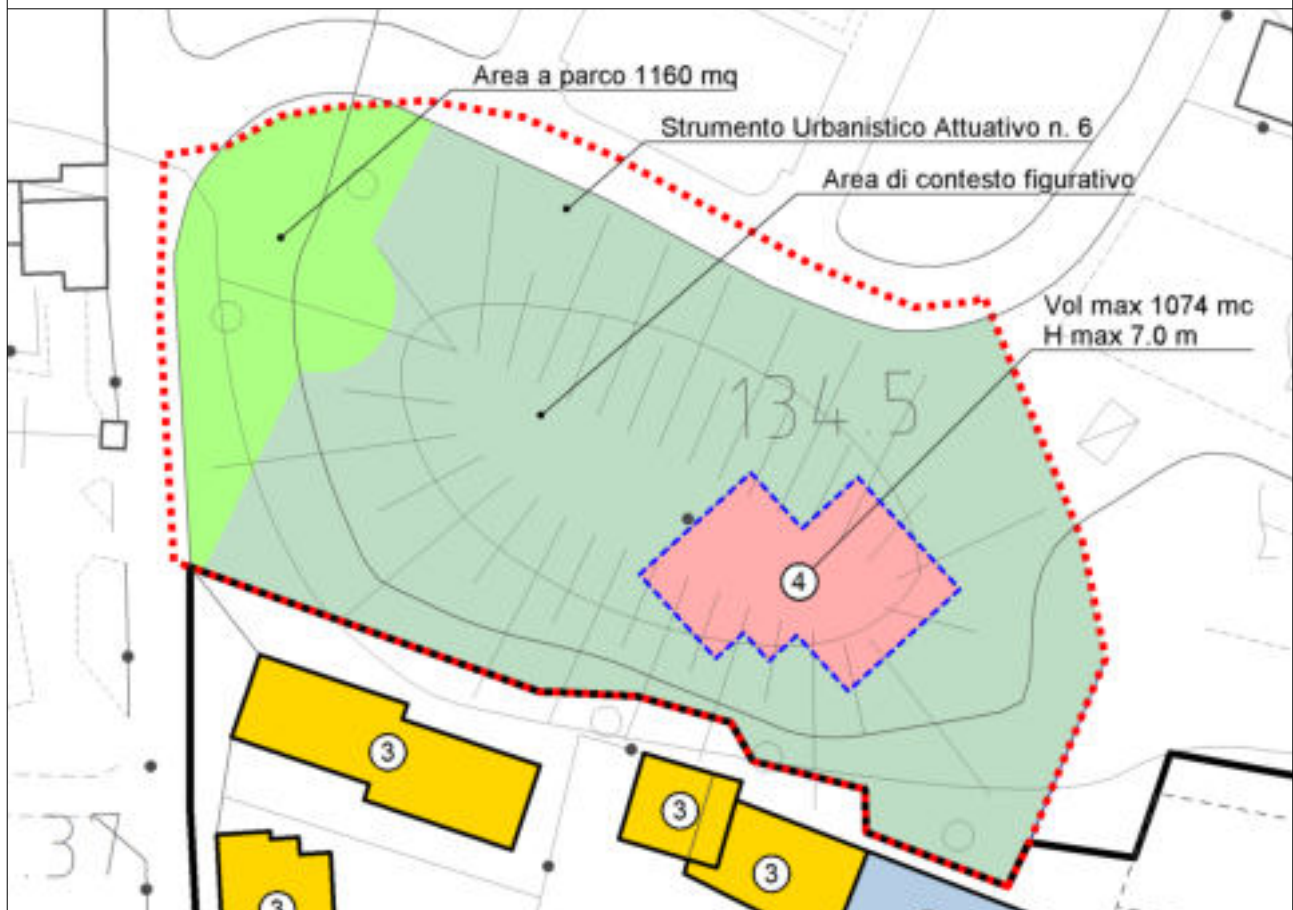 Area a parco 1160 mq
Strumento Urbanistico Attuativo n. 6
Area di contesto figurativo
Vol max 1074 mc
H max 7.0 m
134.5
4
3
3
3
3